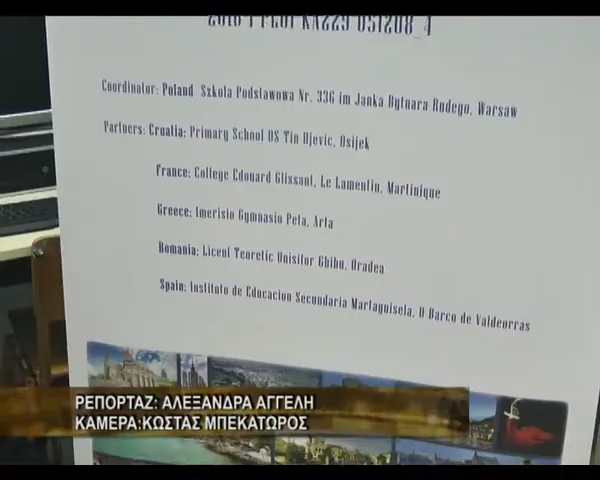 Coordinator: Poland Szkola Podstawowa Nr. 336 im Janka Bytnara Rudego, Warsaw
Partners: Croatia: Primary School OS Tin Ujevic, Osijek
France: College Edouard Glissant, Le Lamentin, Martinique
Greece: Imerisio Gymnasio Peta, Arta
Romania: Liceul Teoretic Onisifor Ghibu, Oradea
Spain: Instituto de Educacion Secundaria Martaguisela, O Barco de Valdeorras
ΡΕΠΟΡΤΑΖ: ΑΛΕΞΑΝΔΡΑ ΑΓΓΕΛΗ
ΚΑΜΕΡΑ:ΚΩΣΤΑΣ ΜΠΕΚΑΤΩΡΟΣ